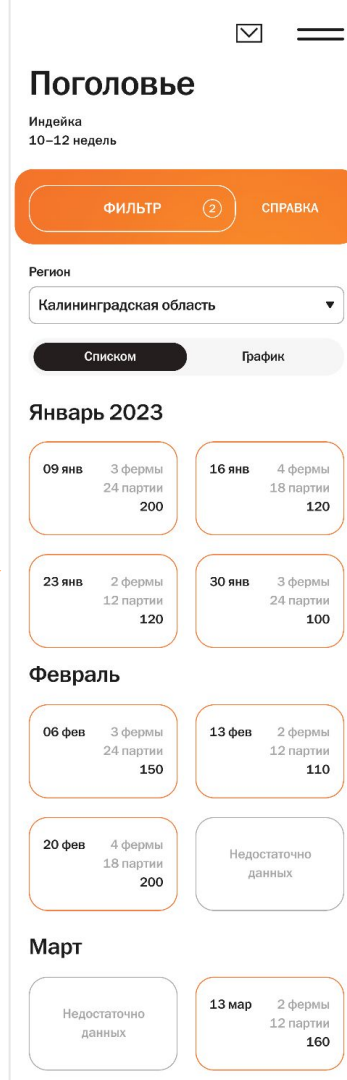 Поголовье
Индейка
10–12 недель
ФИЛЬТР 2 СПРАВКА
Регион
Калининградская область
Списком График
Январь 2023
09 янв 3 фермы
24 партии
200
16 янв 4 фермы
18 партии
120
23 янв 2 фермы
12 партии
120
30 янв 3 фермы
24 партии
100
Февраль
06 фев 3 фермы
24 партии
150
13 фев 2 фермы
12 партии
110
20 фев 4 фермы
18 партии
200
Недостаточно
данных
Март
Недостаточно
данных
13 мар 2 фермы
12 партии
160